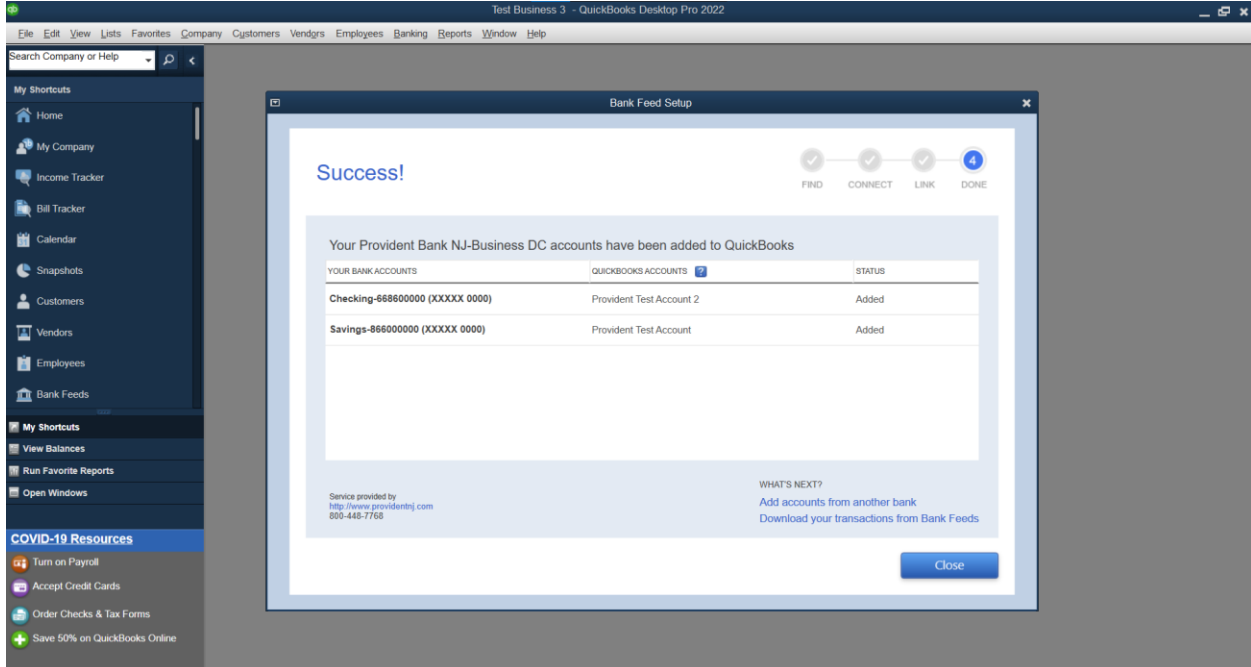 Test Business 3 - QuickBooks Desktop Pro 2022
File Edit View Lists Favorites Company Customers Vendors Employees Banking Reports Window Help
Search Company or Help
My Shortcuts
Home
My Company
Income Tracker
Bill Tracker
Calendar
Snapshots
Customers
Vendors
Employees
Bank Feeds
My Shortcuts
View Balances
Run Favorite Reports
Open Windows
COVID-19 Resources
Turn on Payroll
Accept Credit Cards
Order Checks & Tax Forms
Save 50% on QuickBooks Online
Bank Feed Setup
Success!
4
FIND CONNECT LINK DONE
Your Provident Bank NJ-Business DC accounts have been added to QuickBooks
YOUR BANK ACCOUNTS QUICKBOOKS ACCOUNTS ? STATUS
Checking-668600000 (XXXXX 0000) Provident Test Account 2 Added
Savings-866000000 (XXXXX 0000) Provident Test Account Added
Service provided by
http://www.providentnj.com
800-448-7768
WHAT'S NEXT?
Add accounts from another bank
Download your transactions from Bank Feeds
Close